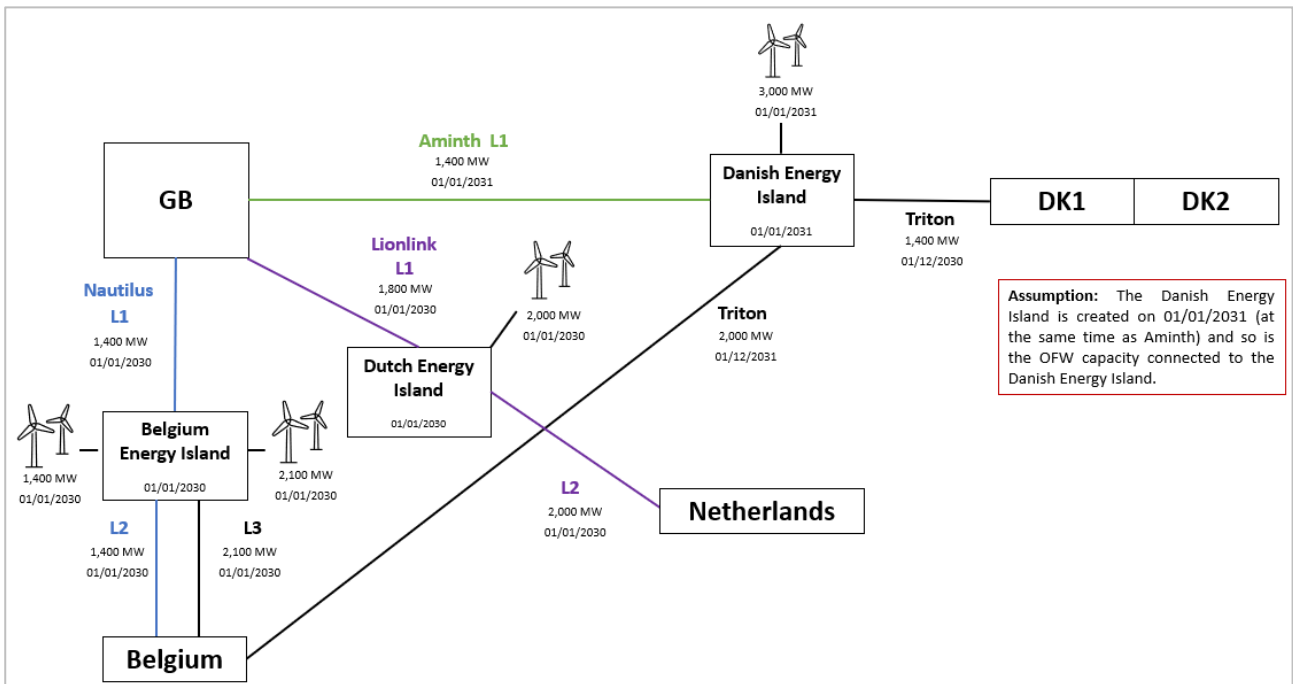 3,000 MW
01/01/2031
Aminth L1
1,400 MW
01/01/2031
GB
Danish Energy
Island
01/01/2031
DK1
DK2
Triton
1,400 MW
01/12/2030
Lionlink
L1
1,800 MW
01/01/2030
2,000 MW
01/01/2030
Triton
2,000 MW
01/12/2031
Assumption: The Danish Energy
Island is created on 01/01/2031 (at
the same time as Aminth) and so is
the OFW capacity connected to the
Danish Energy Island.
Nautilus
L1
1,400 MW
01/01/2030
Dutch Energy
Island
01/01/2030
Belgium
Energy Island
01/01/2030
1,400 MW
01/01/2030
2,100 MW
01/01/2030
L2
2,000 MW
01/01/2030
Netherlands
L2
1,400 MW
01/01/2030
L3
2,100 MW
01/01/2030
Belgium